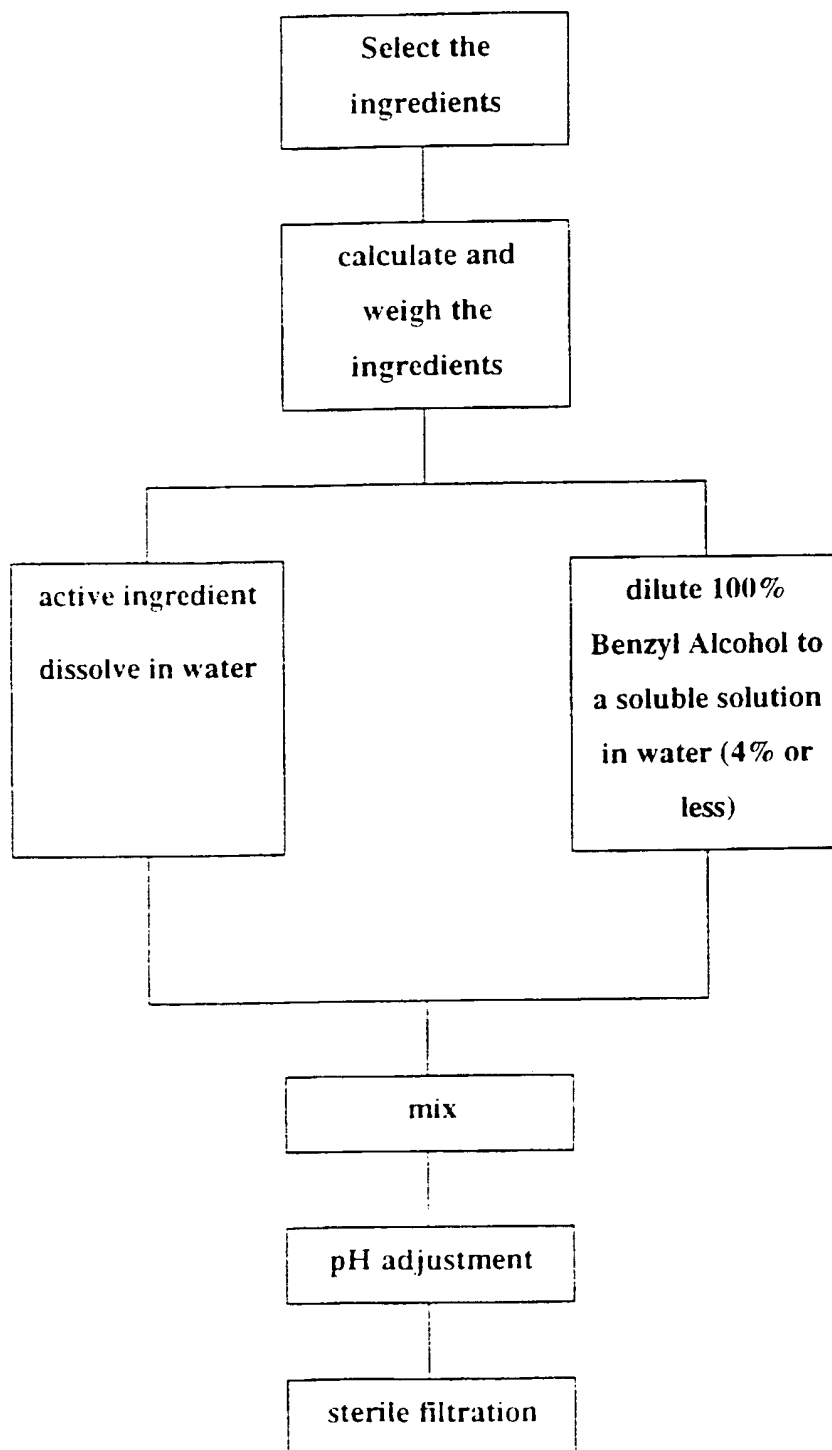 Select the
ingredients
calculate and
weigh the
ingredients
active ingredient
dissolve in water
dilute 100%
Benzyl Alcohol to
a soluble solution
in water (4% or
less)
mix
pH adjustment
sterile filtration